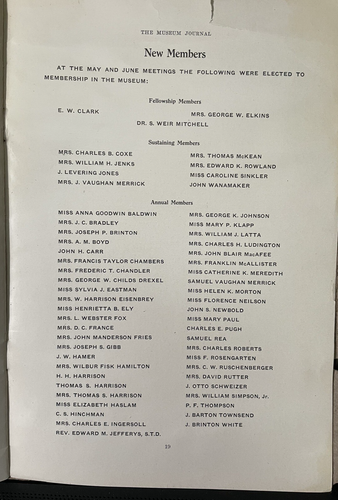 THE MUSEUM JOURNAL
New Members
AT THE MAY AND JUNE MEETINGS THE FOLLOWING WERE ELECTED TO
MEMBERSHIP IN THE MUSEUM:
Fellowship Members
E. W. CLARK
MRS. GEORGE W. ELKINS
DR. S. WEIR MITCHELL
Sustaining Members
MRS. CHARLES B. COXE
MRS. WILLIAM H. JENKS
J. LEVERING JONES
MRS. J. VAUGHAN MERRICK
MRS. THOMAS McKEAN
MRS. EDWARD K. ROWLAND
MISS CAROLINE SINKLER
JOHN WANAMAKER
Annual Members
MISS ANNA GOODWIN BALDWIN
MRS. J. C. BRADLEY
MRS. JOSEPH P. BRINTON
MRS. A. M. BOYD
JOHN H. CARR
MRS. FRANCIS TAYLOR CHAMBERS
MRS. FREDERIC T. CHANDLER
MRS. GEORGE W. CHILDS DREXEL
MISS SYLVIA J. EASTMAN
MRS. W. HARRISON EISENBREY
MISS HENRIETTA B. ELY
MRS. L. WEBSTER FOX
MRS. D. C. FRANCE
MRS. JOHN MANDERSON FRIES
MRS. JOSEPH S. GIBB
J. W. HAMER
MRS. WILBUR FISK HAMILTON
H. H. HARRISON
THOMAS S. HARRISON
MRS. THOMAS S. HARRISON
MISS ELIZABETH HASLAM
C. S. HINCHMAN
MRS. CHARLES E. INGERSOLL
REV. EDWARD M. JEFFERYS, S.T.D.
MRS. GEORGE K. JOHNSON
MISS MARY P. KLAPP
MRS. WILLIAM J. LATTA
MRS. CHARLES H. LUDINGTON
MRS. JOHN BLAIR MacAFEE
MRS. FRANKLIN McALLISTER
MISS CATHERINE K. MEREDITH
SAMUEL VAUGHAN MERRICK
MISS HELEN K. MORTON
MISS FLORENCE NEILSON
JOHN S. NEWBOLD
MISS MARY PAUL
CHARLES E. PUGH
SAMUEL REA
MRS. CHARLES ROBERTS
MISS F. ROSENGARTEN
MRS. C. W. RUSCHENBERGER
MRS. DAVID RUTTER
J. OTTO SCHWEIZER
MRS. WILLIAM SIMPSON, Jr.
P. F. THOMPSON
J. BARTON TOWNSEND
J. BRINTON WHITE
19